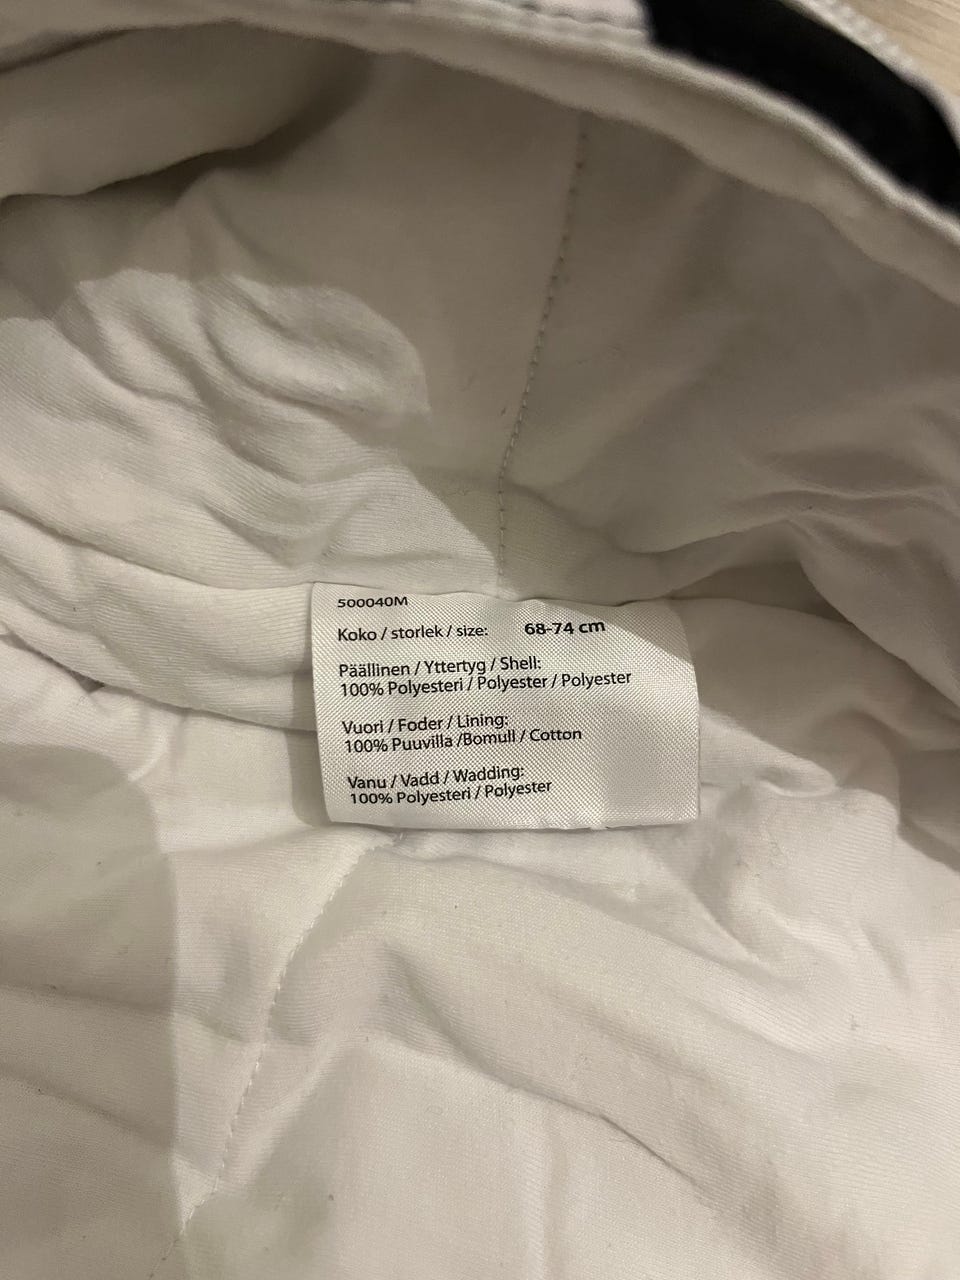 500040M
Koko / storlek / size: 68-74 cm
Päällinen / Yttertyg / Shell:
100% Polyesteri / Polyester / Polyester
Vuori / Foder / Lining:
100% Puuvilla /Bomull / Cotton
Vanu / Vadd / Wadding:
100% Polyesteri / Polyester